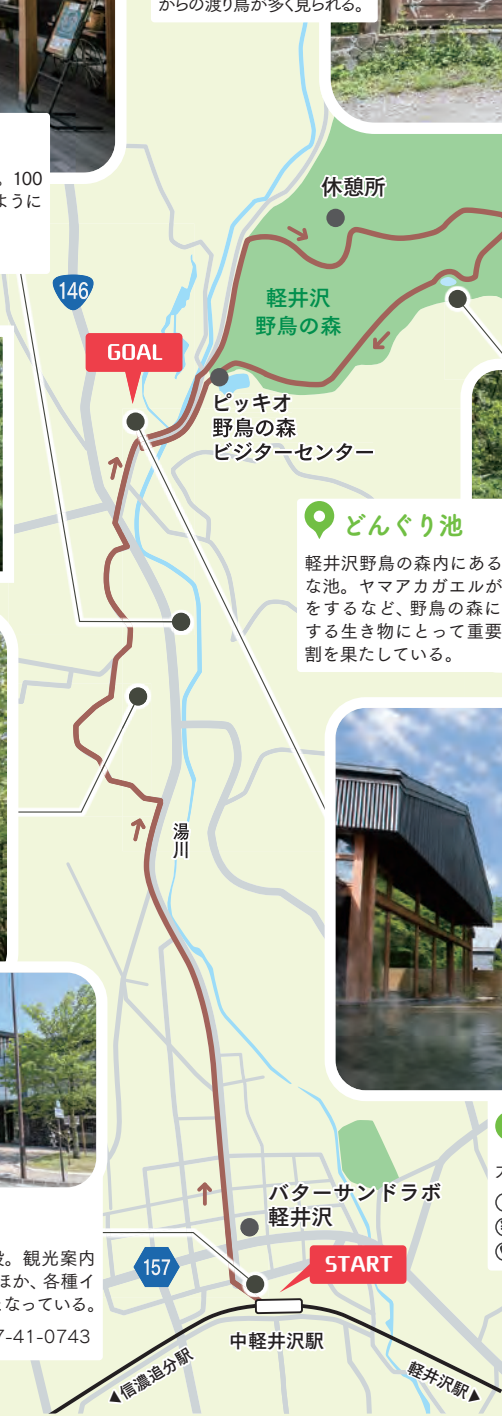 からの渡り鳥が多く見られる。
100
ように
休憩所
146
軽井沢
野鳥の森
GOAL
ピッキオ
野鳥の森
ビジターセンター
どんぐり池
軽井沢野鳥の森内にある
な池。ヤマアカガエルが
をするなど、野鳥の森に
する生き物にとって重要
割を果たしている。
湯川
バターサンドラボ
軽井沢
。観光案内
ほか、各種イ
なっている。
7-41-0743
157
START
中軽井沢駅
◀信濃追分駅
軽井沢駅▶